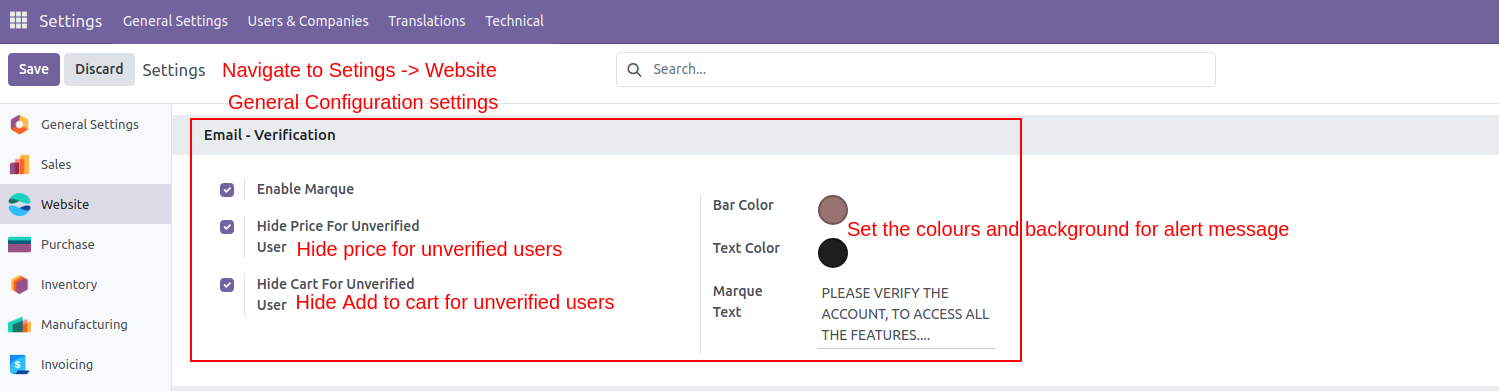 Settings General Settings Users & Companies Translations Technical
Save Discard Settings Navigate to Setings -> Website Search...
General Configuration settings
General Settings
Sales
Website
Purchase
Inventory
Manufacturing
Invoicing
Email - Verification
Enable Marque
Hide Price For Unverified
User Hide price for unverified users
Hide Cart For Unverified
User Hide Add to cart for unverified users
Bar Color
Set the colours and background for alert message
Text Color
Marque
Text
PLEASE VERIFY THE
ACCOUNT, TO ACCESS ALL
THE FEATURES....